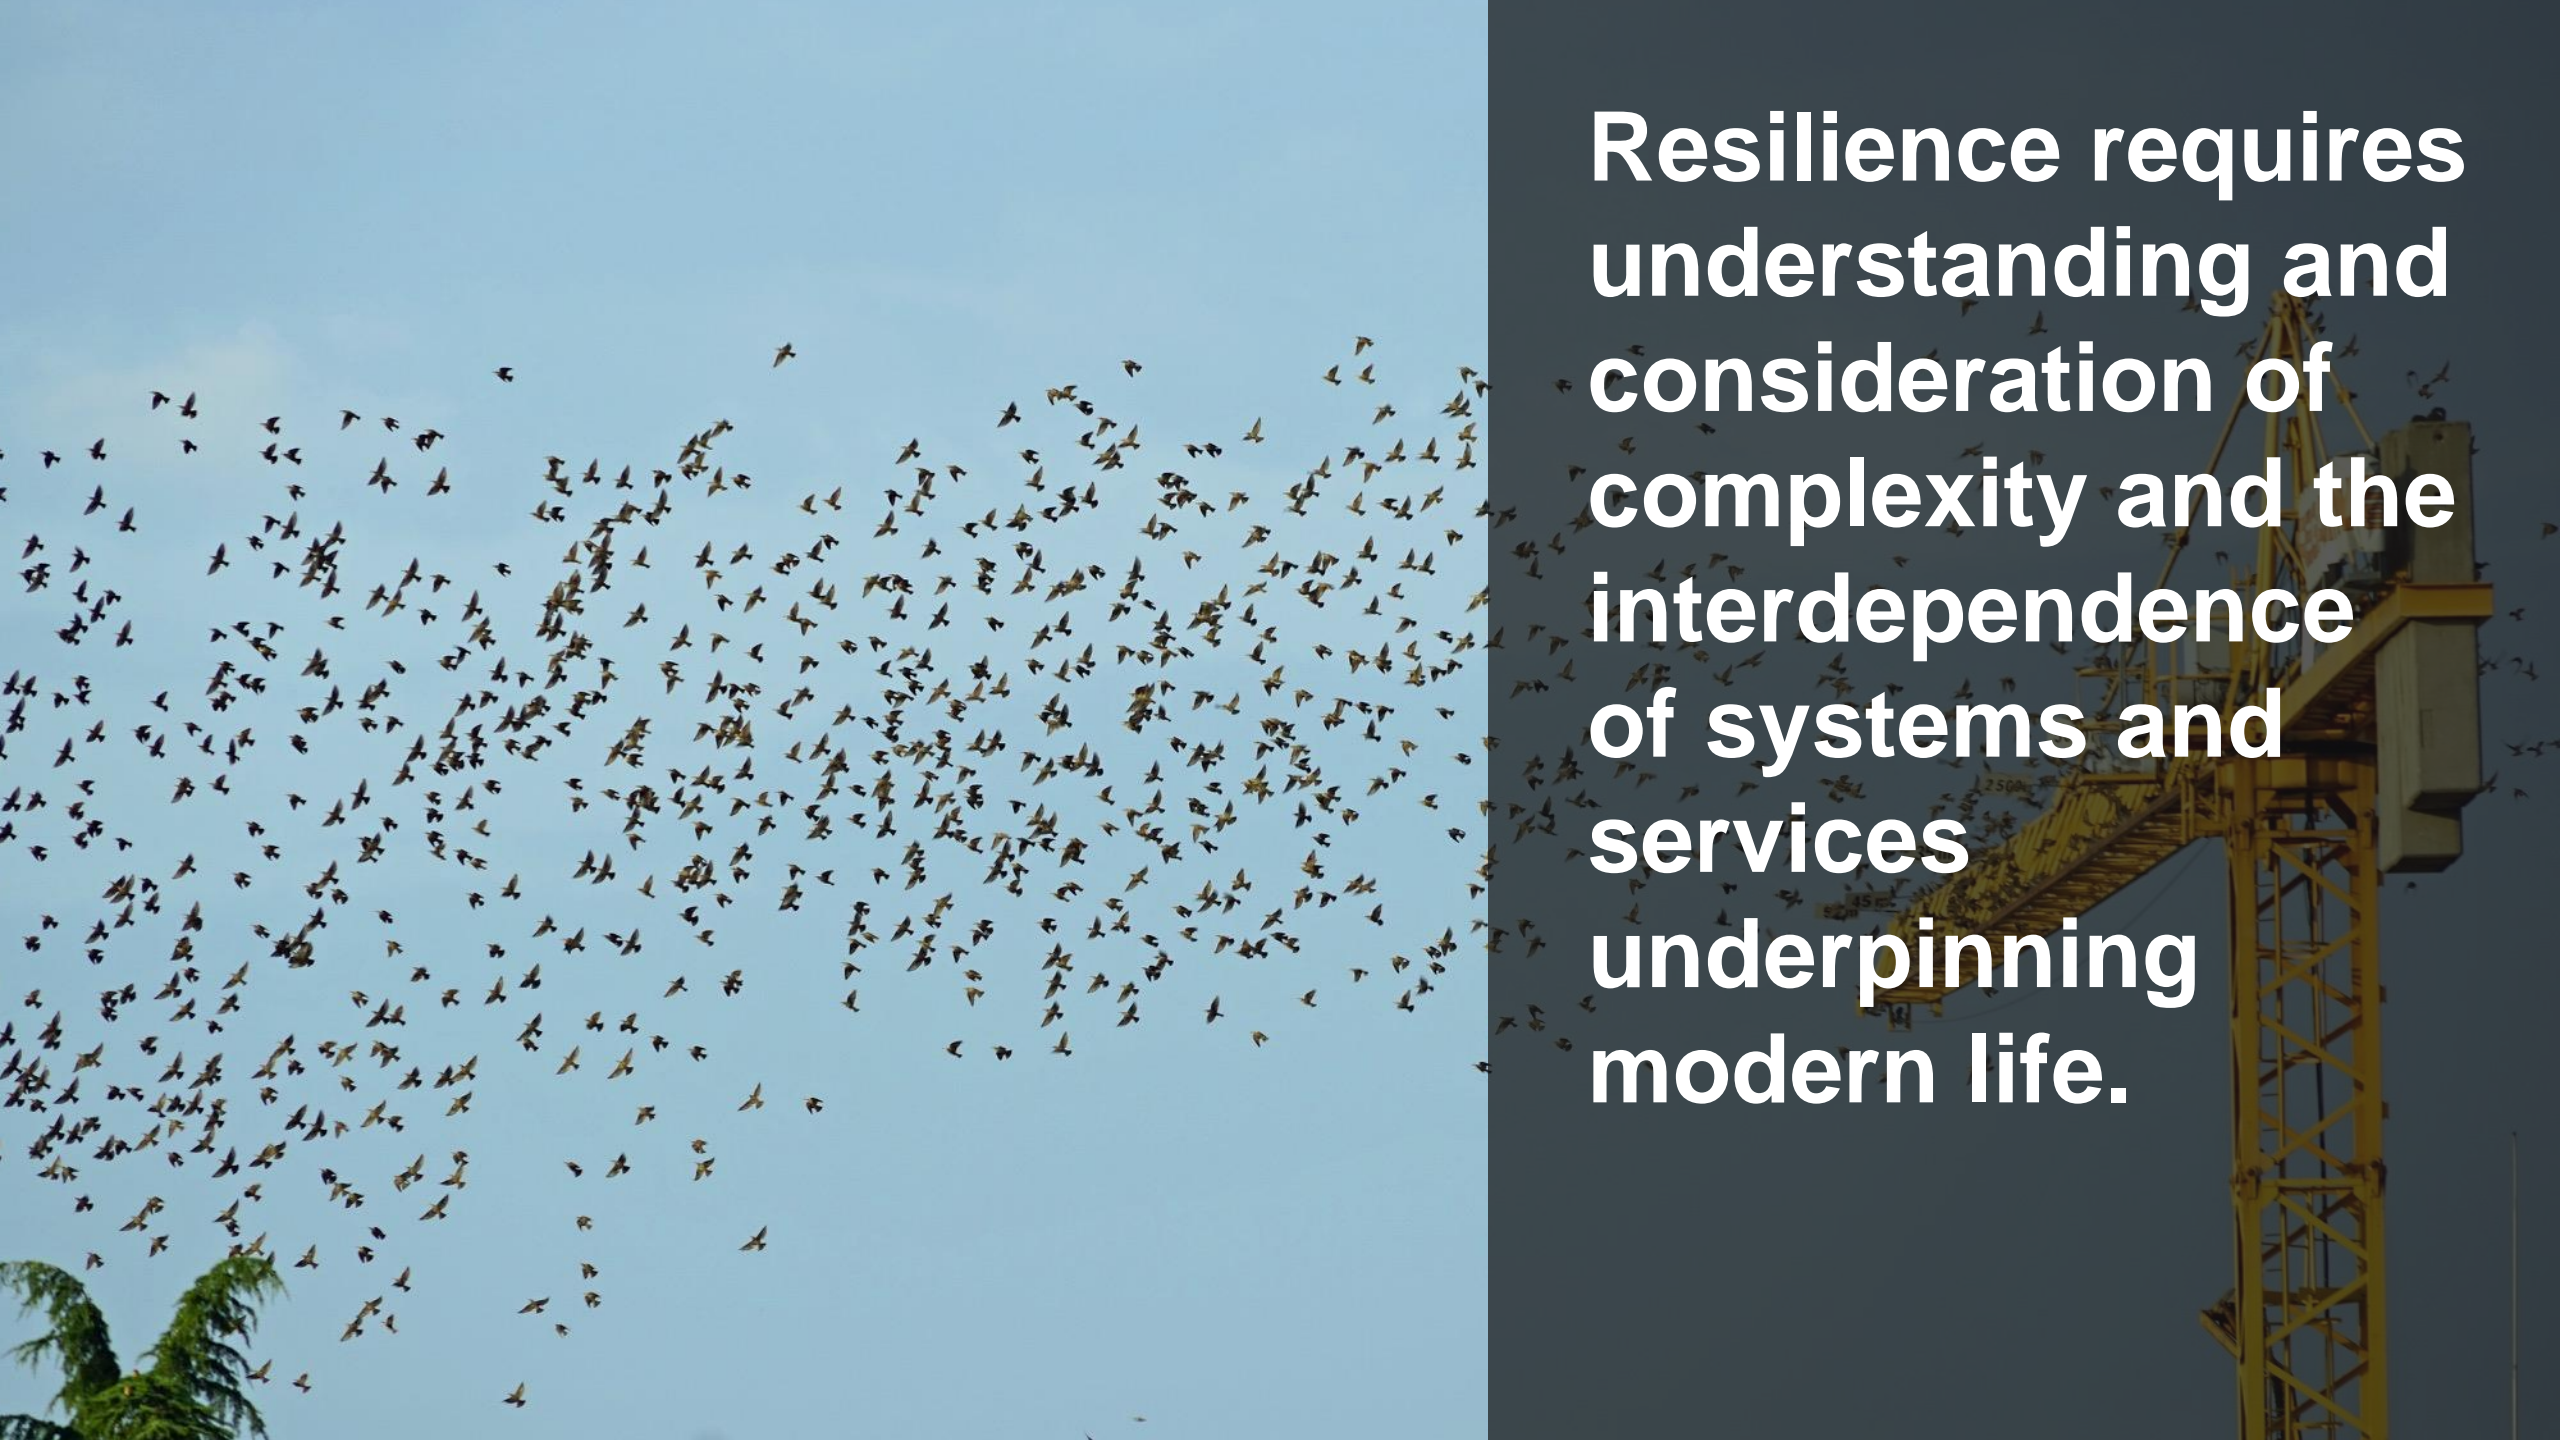 Resilience requires
understanding and
consideration of
complexity and the
interdependence
of systems and
services
underpinning
modern life.